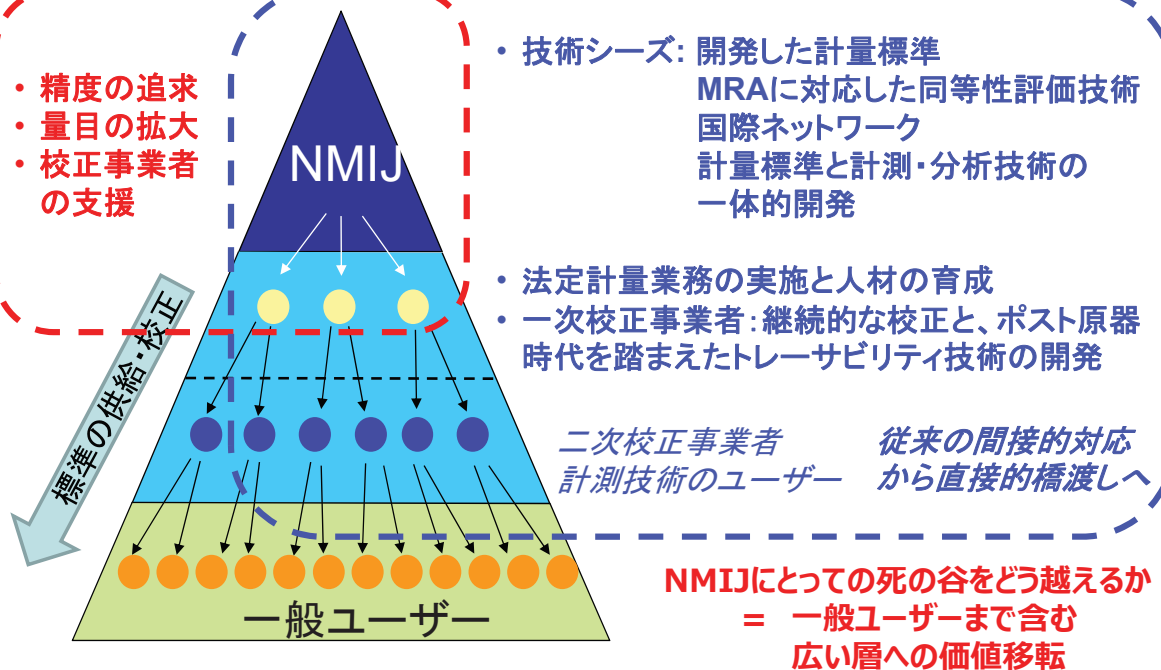 ・ 精度の追求
・ 量目の拡大
・ 校正事業者
の支援
NMIJ
標準の供給・校正
一般ユーザー
・ 技術シーズ: 開発した計量標準
MRAに対応した同等性評価技術
国際ネットワーク
計量標準と計測・分析技術の
一体的開発
・ 法定計量業務の実施と人材の育成
・ 一次校正事業者：継続的な校正と、ポスト原器
時代を踏まえたトレーサビリティ技術の開発
二次校正事業者
計測技術のユーザー
従来の間接的対応
から直接的橋渡しへ
NMIJにとっての死の谷をどう越えるか
= 一般ユーザーまで含む
広い層への価値移転